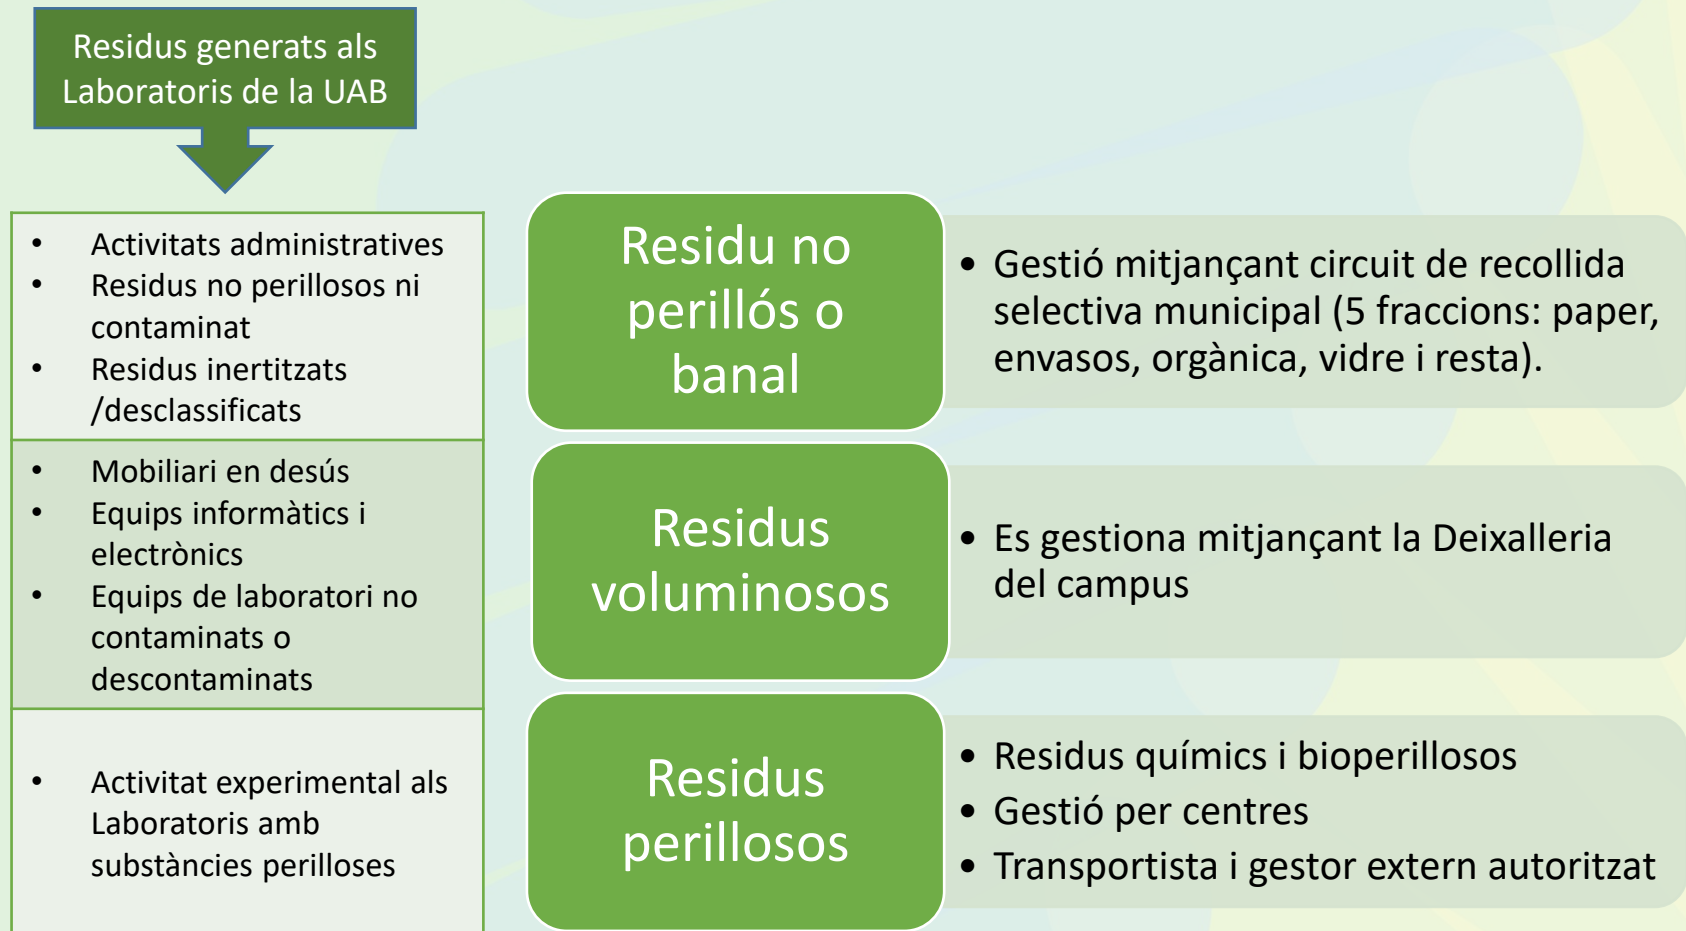 Residus generats als
Laboratoris de la UAB
• Activitats administratives
• Residus no perillosos ni
contaminat
• Residus inertitzats
/desclassificats
Residu no
perillós o
banal
• Gestió mitjançant circuit de recollida
selectiva municipal (5 fraccions: paper,
envasos, orgànica, vidre i resta).
• Mobiliari en desús
• Equips informàtics i
electrònics
• Equips de laboratori no
contaminats o
descontaminats
Residus
voluminosos
• Es gestiona mitjançant la Deixalleria
del campus
• Activitat experimental als
Laboratoris amb
substàncies perilloses
Residus
perillosos
• Residus químics i bioperillosos
• Gestió per centres
• Transportista i gestor extern autoritzat